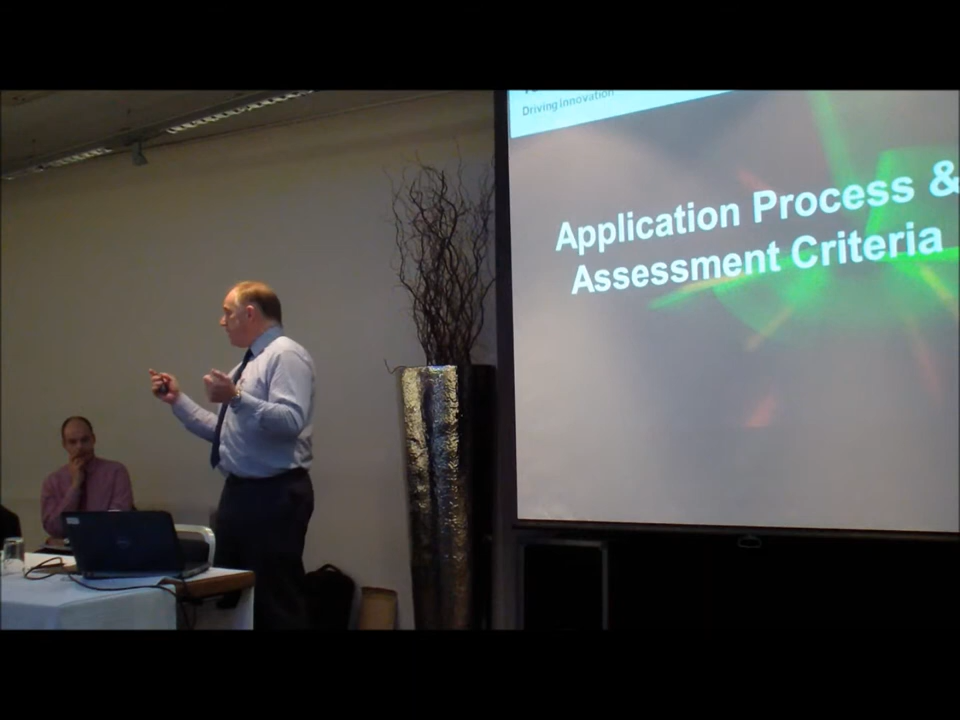 Driving Innovation
Application Process &
Assessment Criteria